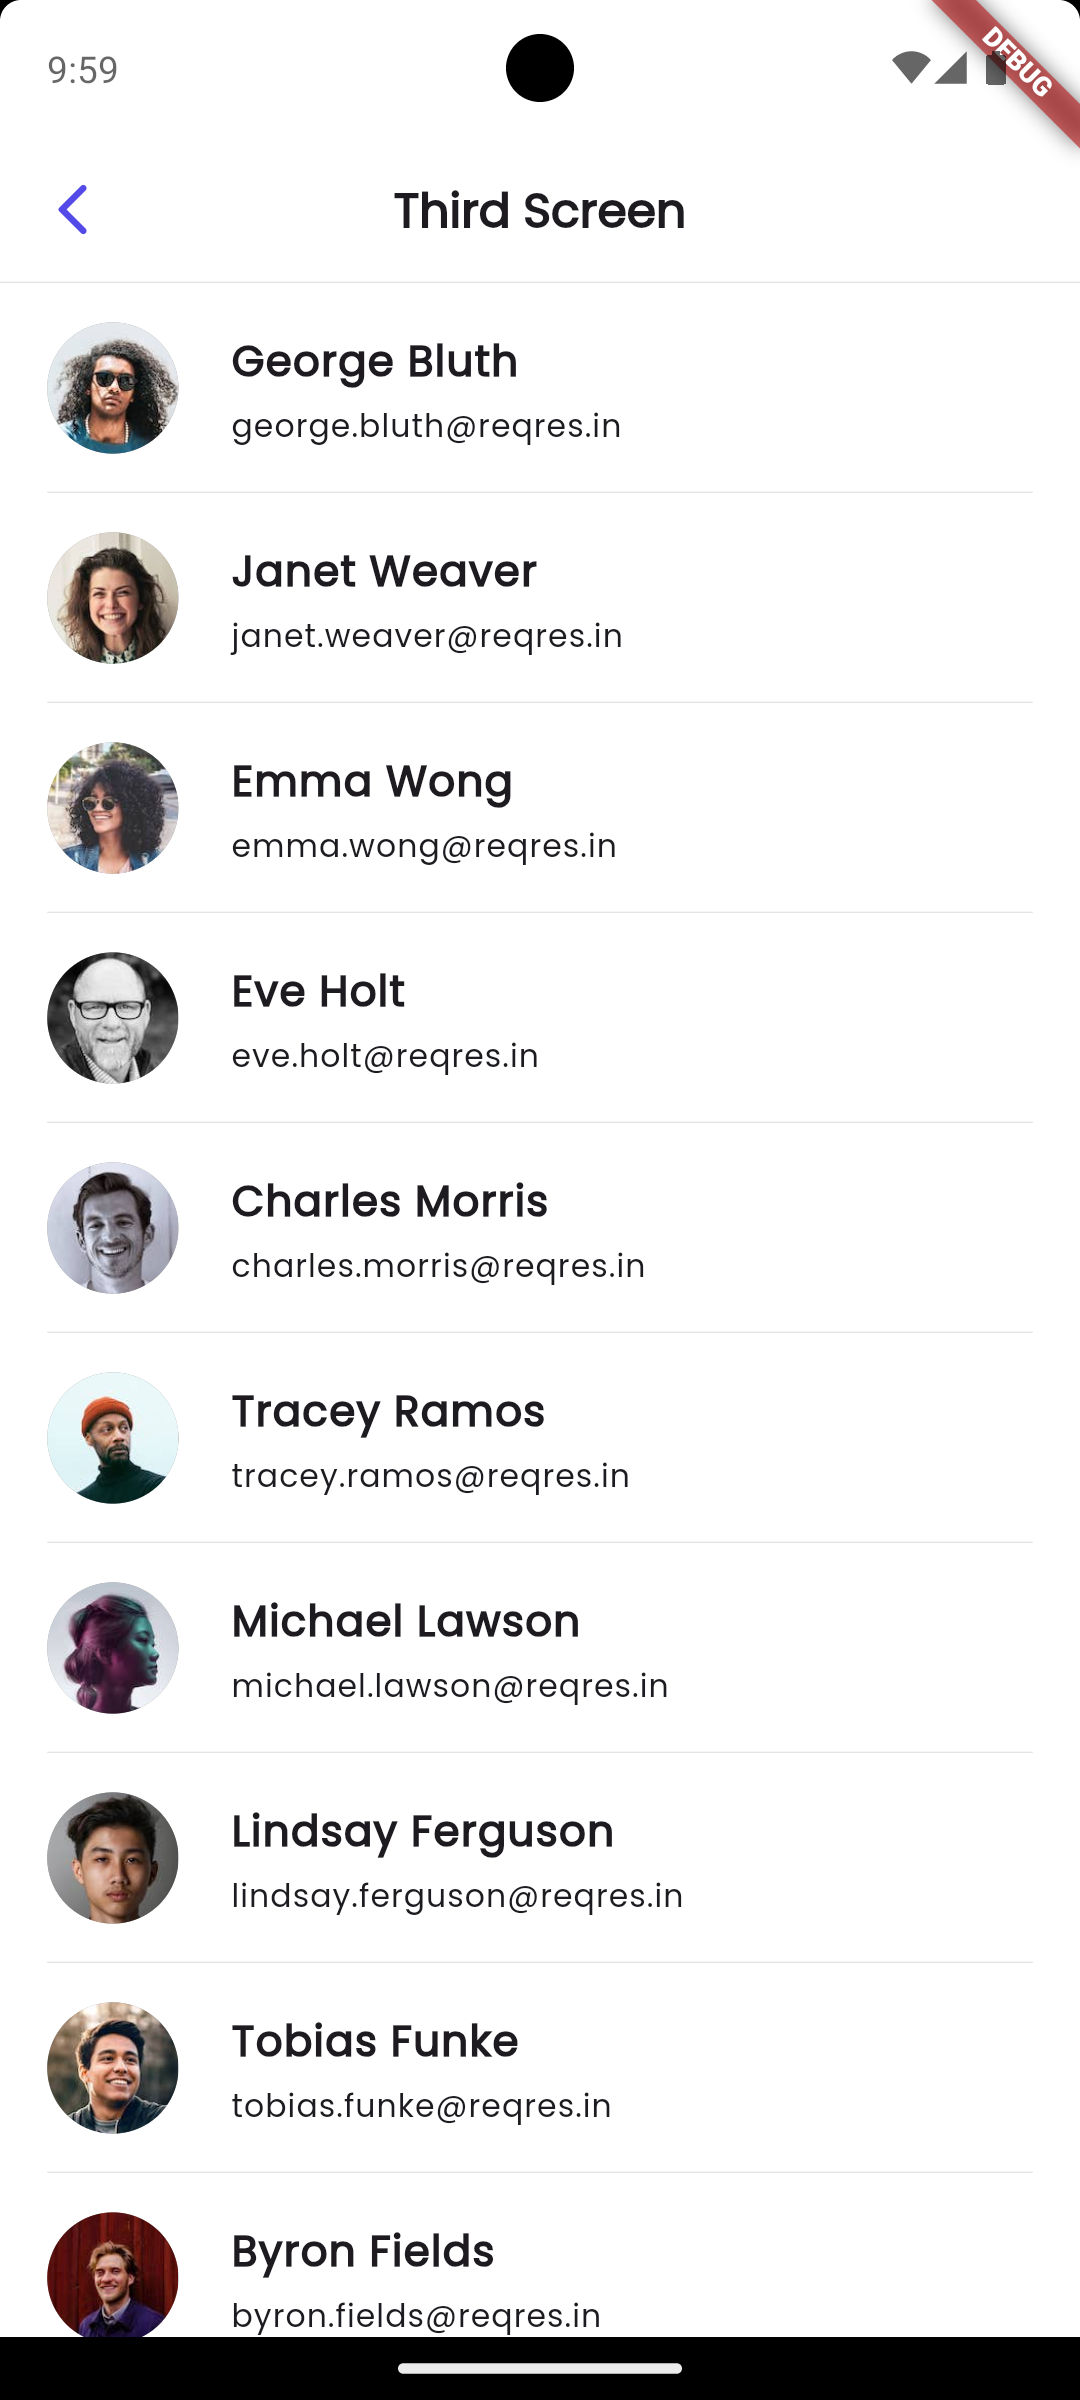 9:59
DEBUG
Third Screen
George Bluth
george.bluth@reqres.in
Janet Weaver
janet.weaver@reqres.in
Emma Wong
emma.wong@reqres.in
Eve Holt
eve.holt@reqres.in
Charles Morris
charles.morris@reqres.in
Tracey Ramos
tracey.ramos@reqres.in
Michael Lawson
michael.lawson@reqres.in
Lindsay Ferguson
lindsay.ferguson@reqres.in
Tobias Funke
tobias.funke@reqres.in
Byron Fields
byron.fields@reqres.in